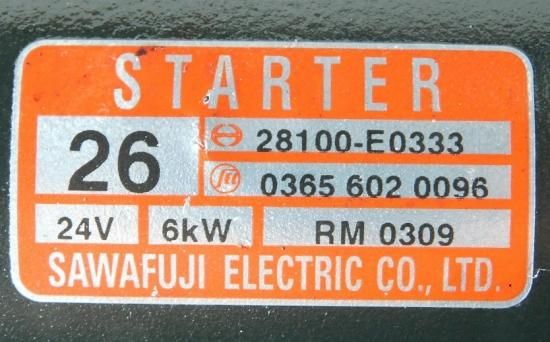 STARTER
26
28100-E0333
0365 602 0096
24V 6kW RM 0309
SAWAFUJI ELECTRIC CO., LTD.